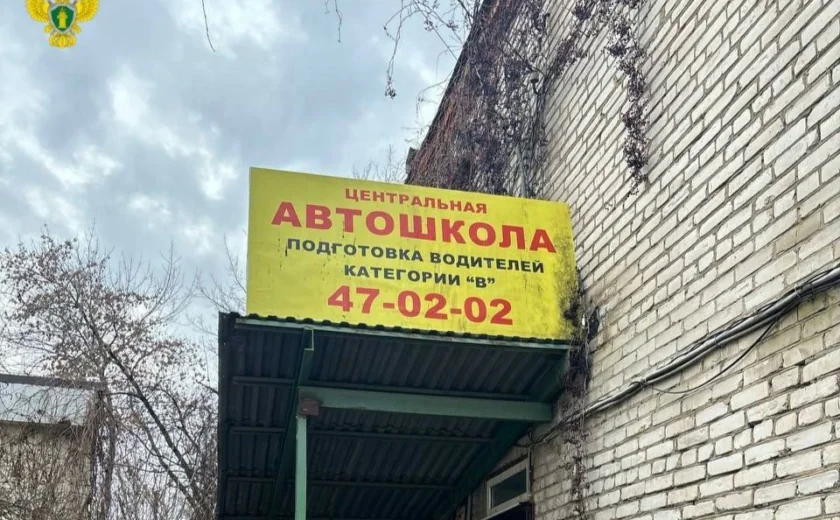 ЦЕНТРАЛЬНАЯ
АВТОШКОЛА
ПОДГОТОВКА ВОДИТЕЛЕЙ
КАТЕГОРИИ “В”
47-02-02